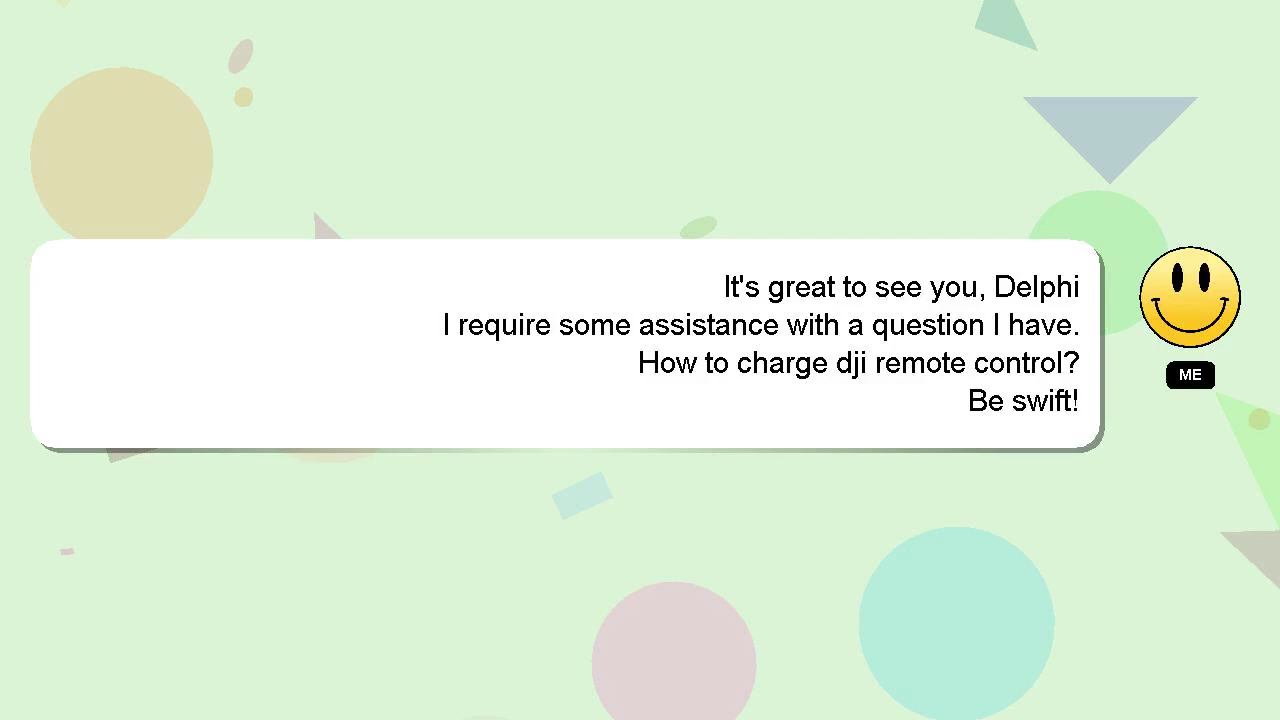 It's great to see you, Delphi
I require some assistance with a question I have.
How to charge dji remote control?
Be swift!
ME